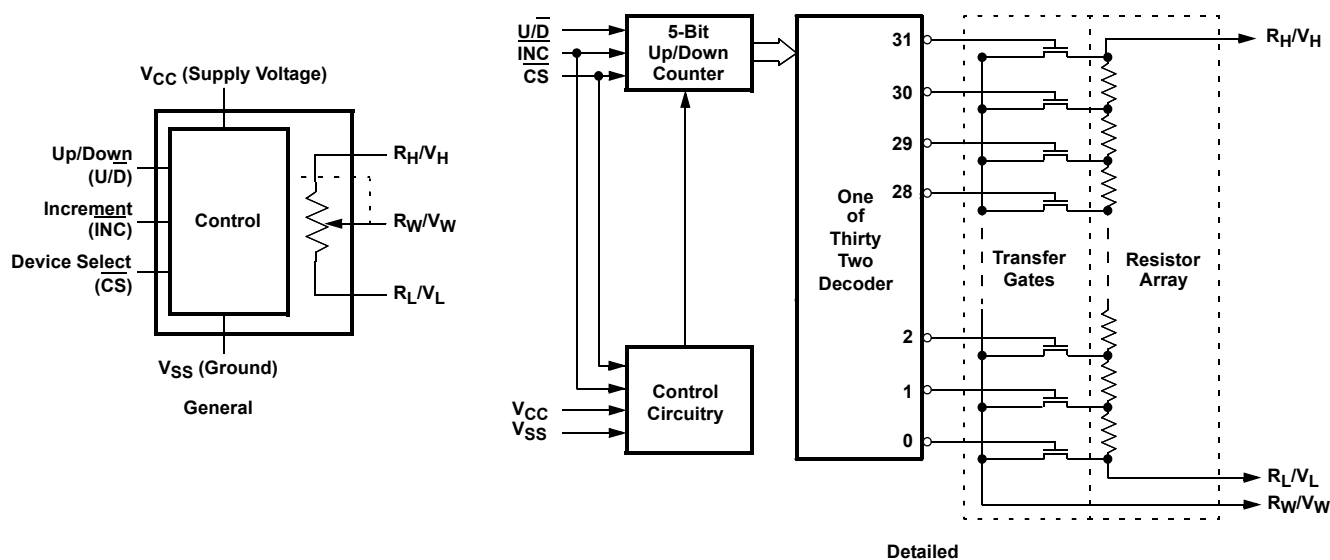 VCC (Supply Voltage)
Up/Down
(U/D)
Increment
(INC)
Device Select
(CS)
Control
RH/VH
RW/VW
RL/VL
VSS (Ground)
General
U/D
INC
CS
5-Bit
Up/Down
Counter
Control
Circuitry
VCC
VSS
One
of
Thirty
Two
Decoder
31
30
29
28
2
1
0
Transfer
Gates
Resistor
Array
RH/VH
RL/VL
RW/VW
Detailed